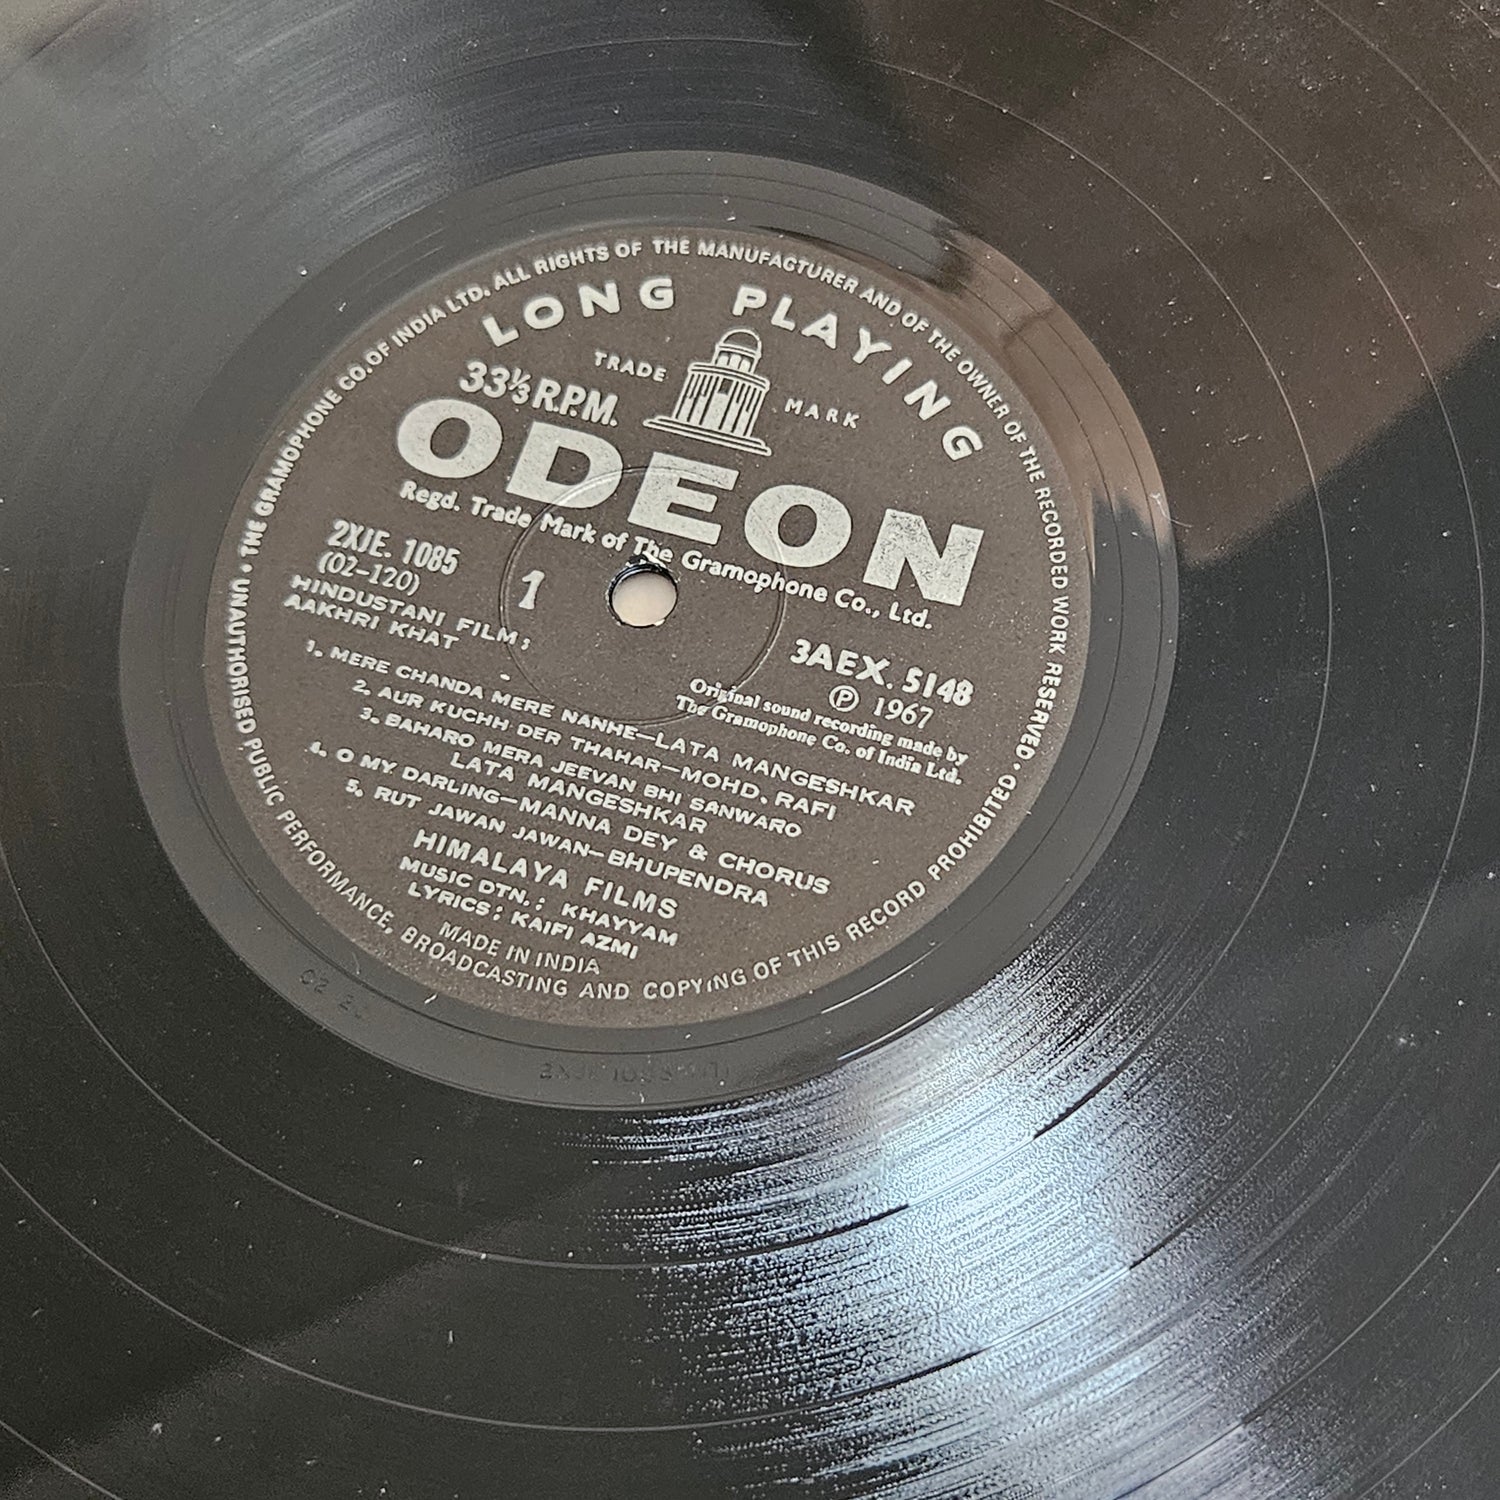 • THE GRAMOPHONE CO. OF INDIA LTD. ALL RIGHTS OF THE MANUFACTURER AND OF THE OWNER OF THE RECORDED WORK RESERVED • UNAUTHORISED PUBLIC PERFORMANCE, BROADCASTING AND COPYING OF THIS RECORD PROHIBITED •
LONG PLAYING
TRADE MARK
33⅓ R.P.M.
ODEON
Regd. Trade Mark of The Gramophone Co., Ltd.
2XJE. 1085
(02-120)
1
3AEX. 5148
Ⓟ 1967
Original sound recording made by
The Gramophone Co. of India Ltd.
HINDUSTANI FILM;
AAKHRI KHAT
1. MERE CHANDA MERE NANHE—LATA MANGESHKAR
2. AUR KUCHH DER THAHAR—MOHD. RAFI
3. BAHARO MERA JEEVAN BHI SANWARO
LATA MANGESHKAR
4. O MY DARLING—MANNA DEY & CHORUS
5. RUT JAWAN JAWAN—BHUPENDRA
HIMALAYA FILMS
MUSIC DTN.: KHAYYAM
LYRICS: KAIFI AZMI
MADE IN INDIA